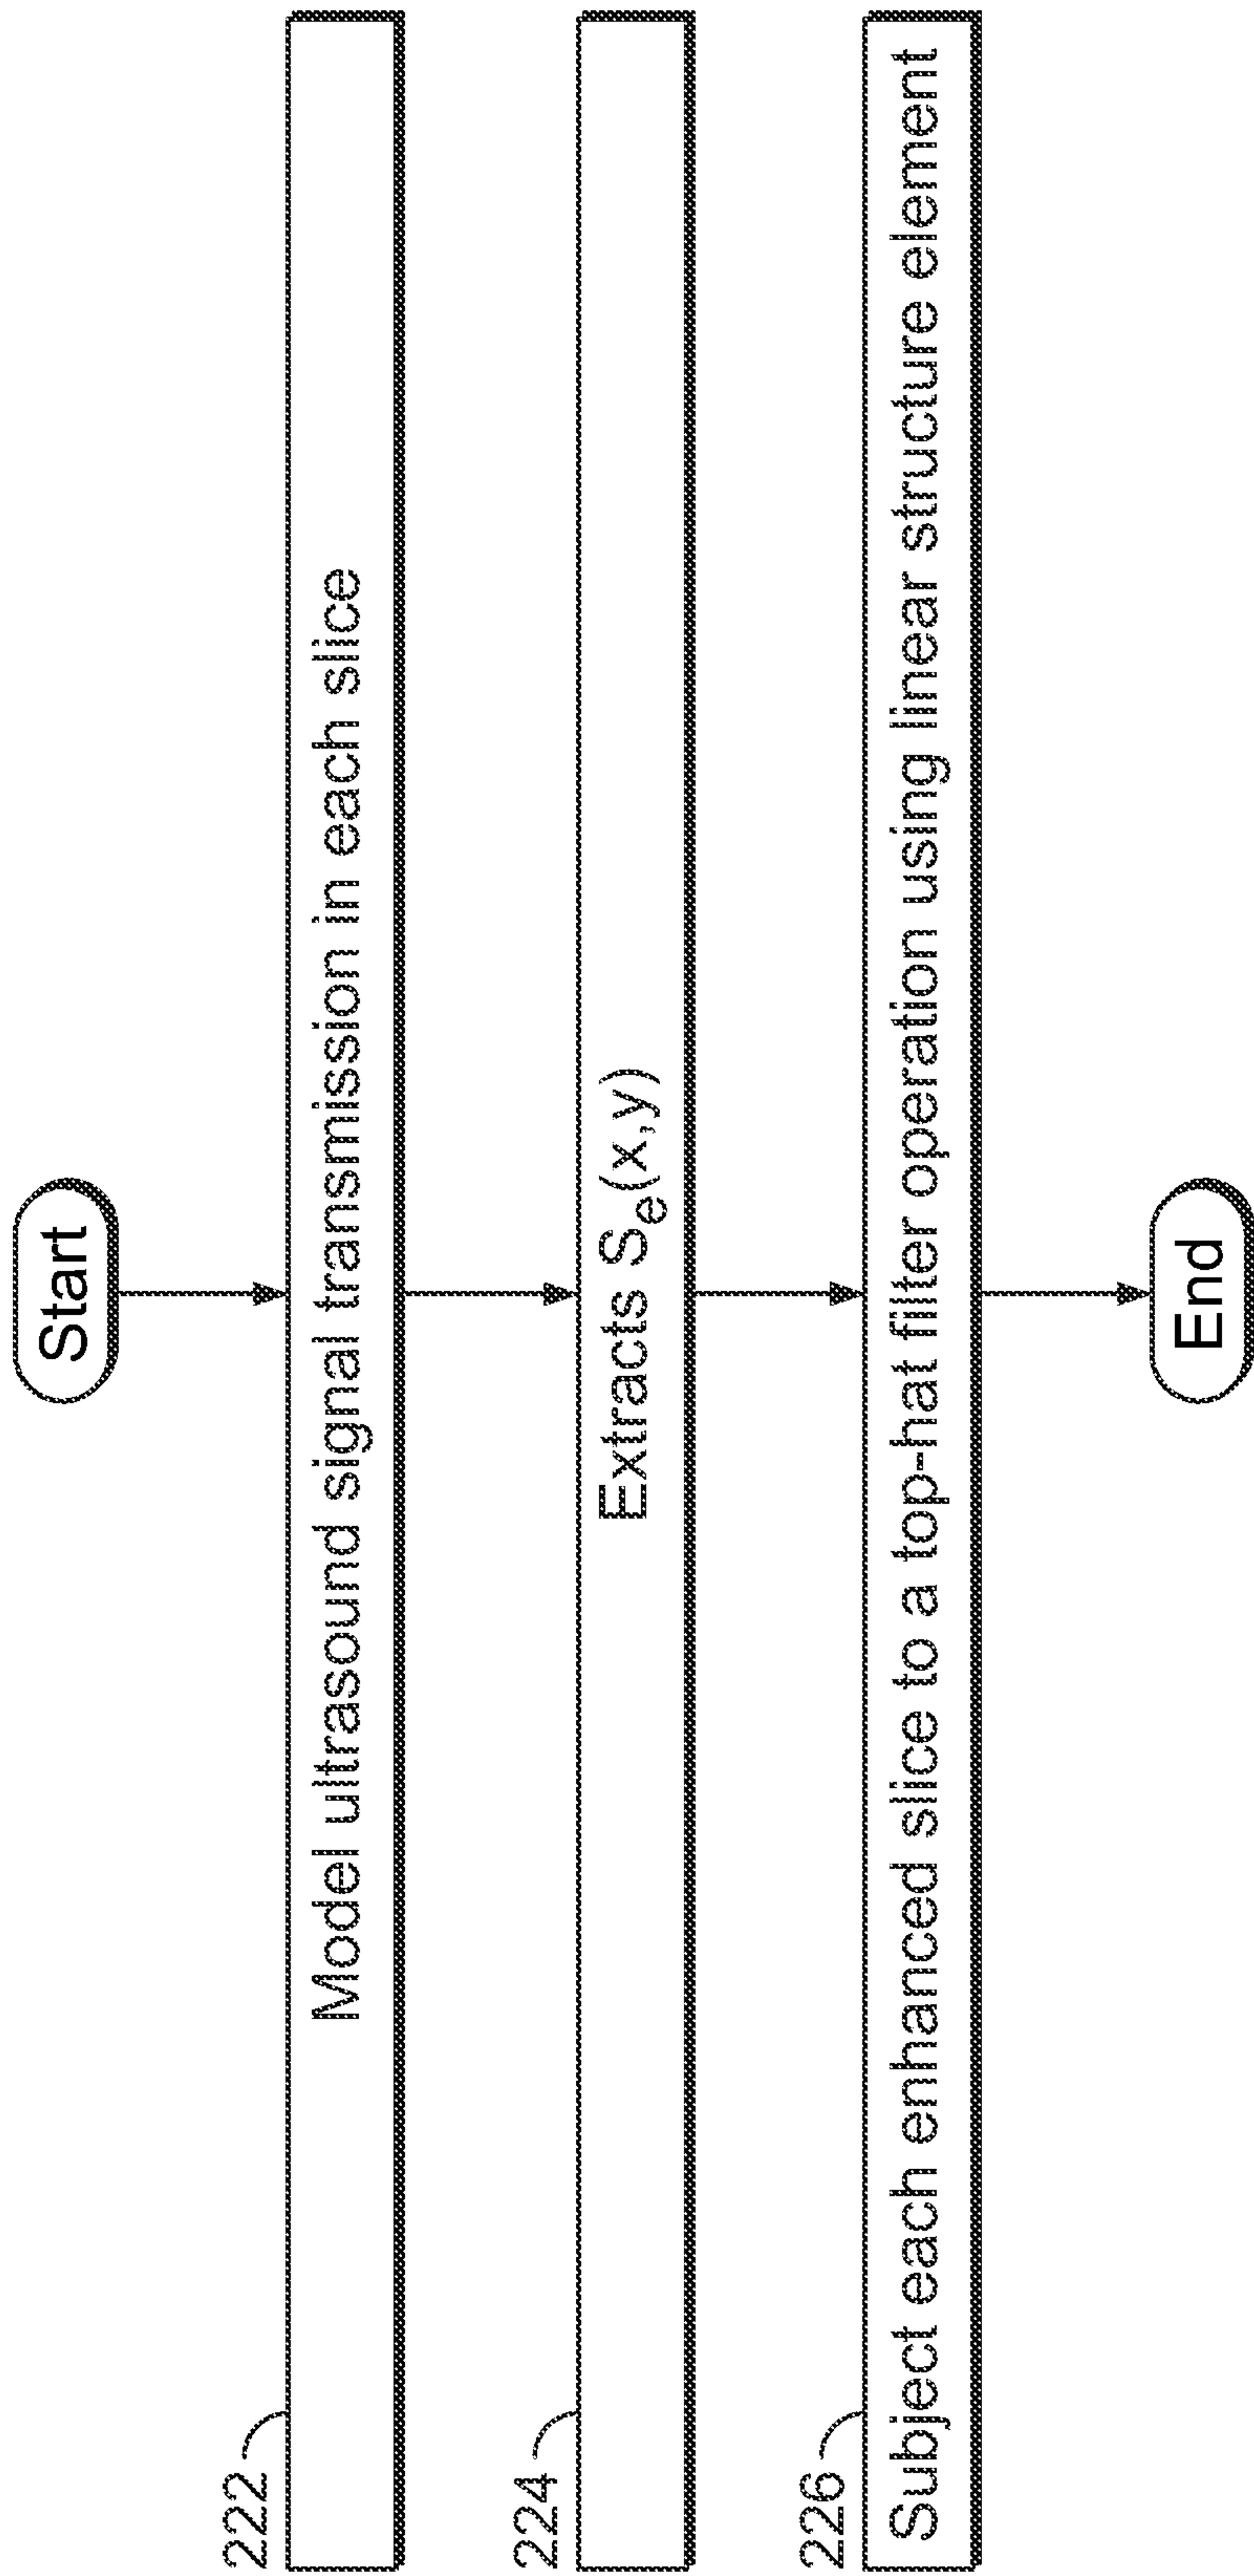 Start
222
Model ultrasound signal transmission in each slice
224
Extracts Se(x,y)
226
Subject each enhanced slice to a top-hat filter operation using linear structure element
End